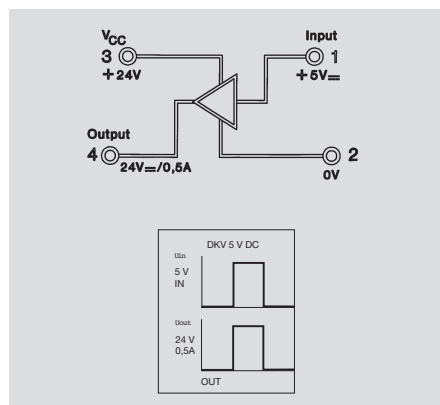 VCC
Input
3
1
+24V
+5V⎓
Output
4
2
24V⎓/0,5A
0V
DKV 5 V DC
Uin
5 V
IN
Uout
24 V
0,5A
OUT